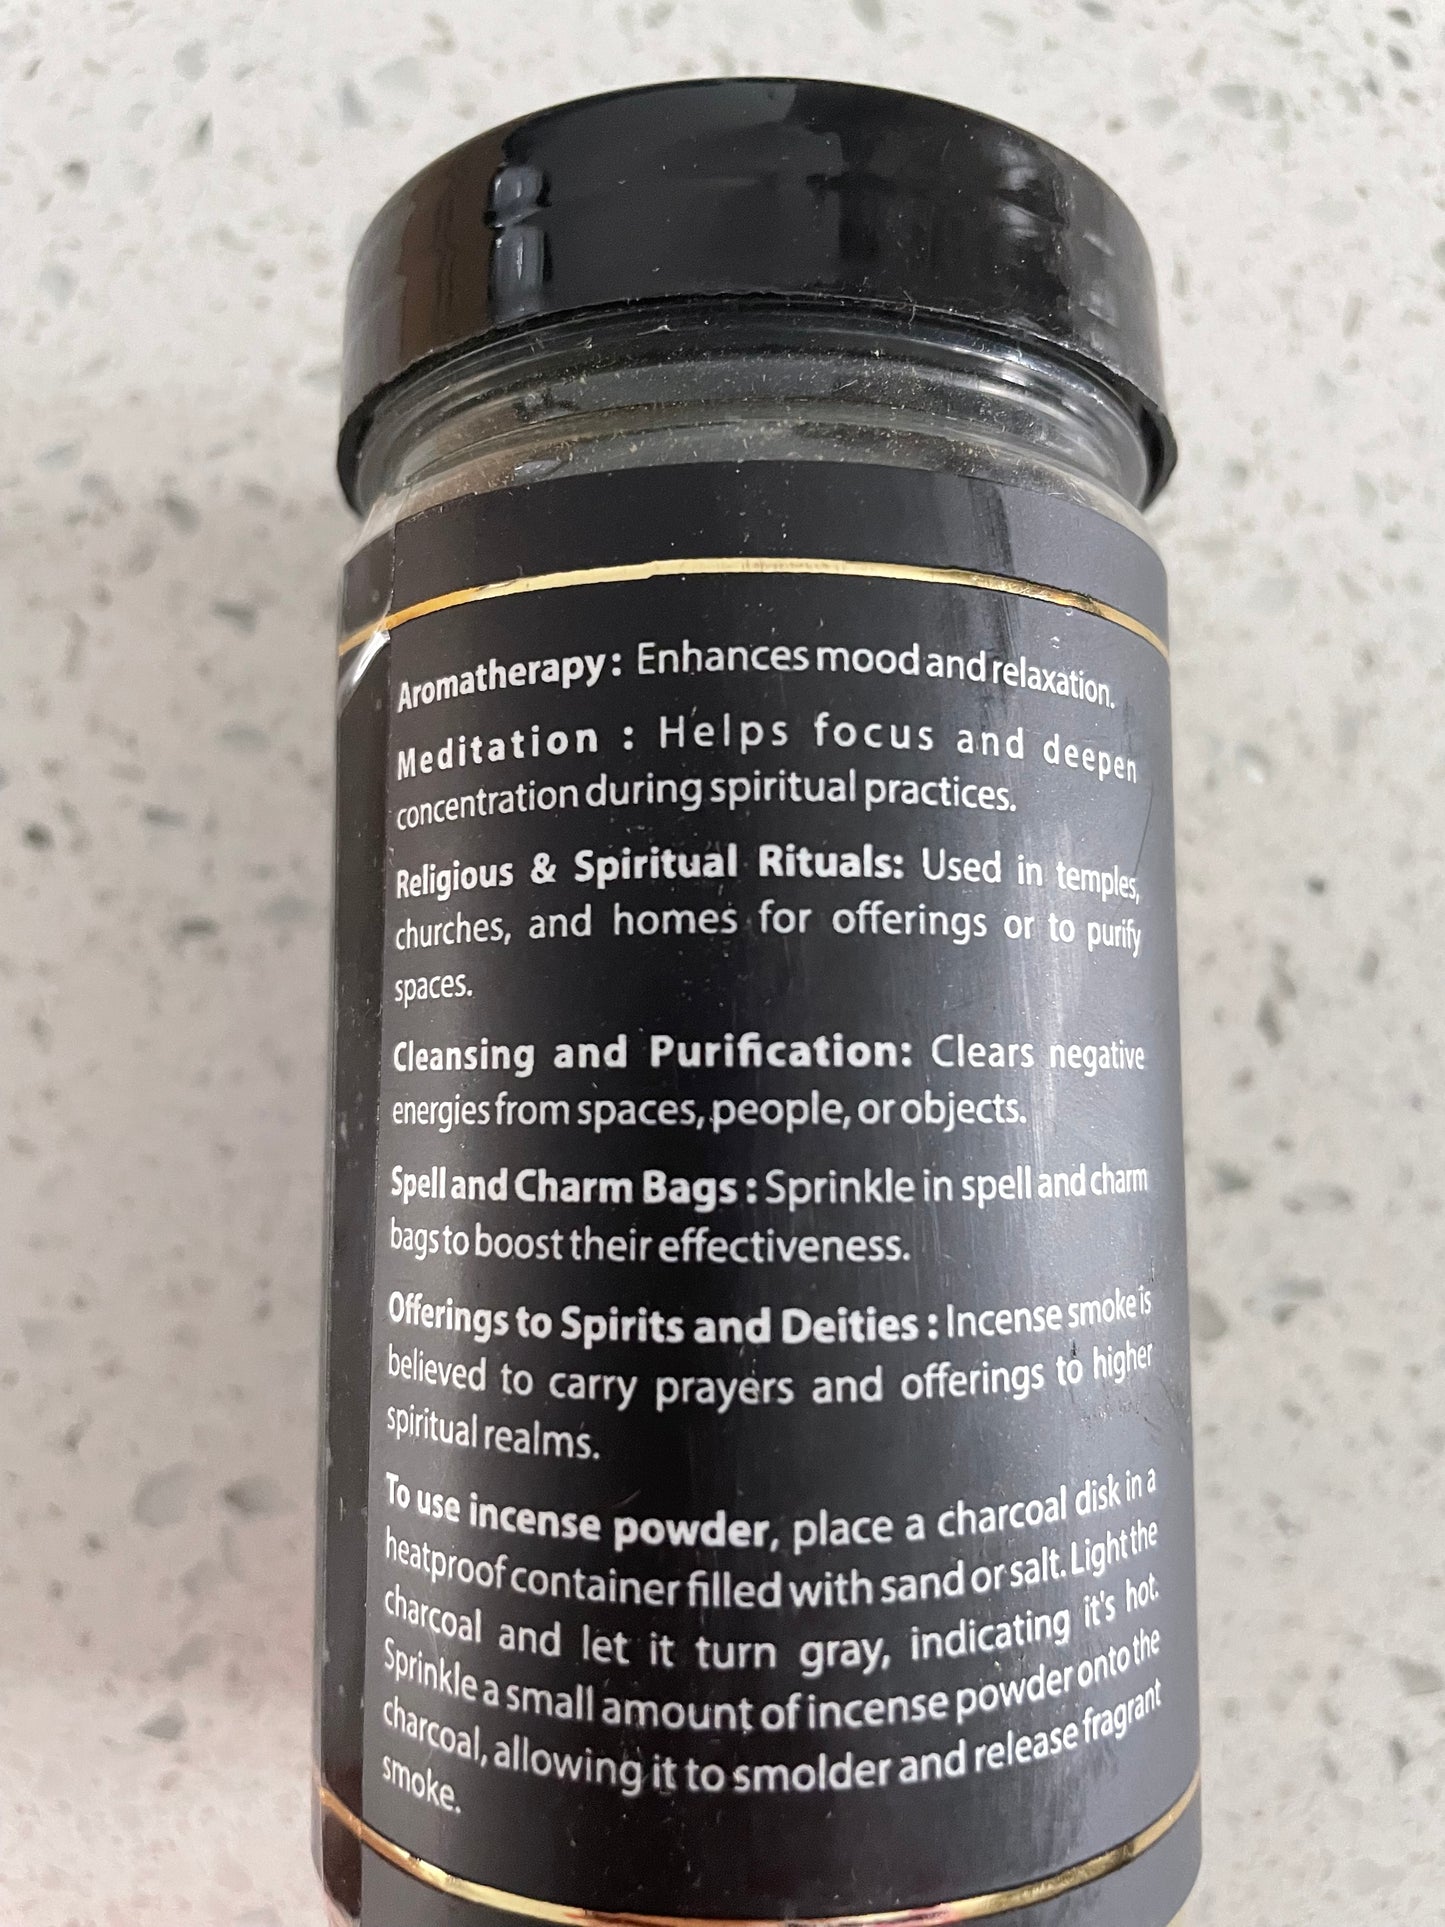 Aromatherapy: Enhances mood and relaxation.
Meditation : Helps focus and deepen
concentration during spiritual practices.
Religious & Spiritual Rituals: Used in temples,
churches, and homes for offerings or to purify
spaces.
Cleansing and Purification: Clears negative
energies from spaces, people, or objects.
Spell and Charm Bags : Sprinkle in spell and charm
bags to boost their effectiveness.
Offerings to Spirits and Deities : Incense smoke is
believed to carry prayers and offerings to higher
spiritual realms.
To use incense powder, place a charcoal disk in a
heatproof container filled with sand or salt. Light the
charcoal and let it turn gray, indicating it's hot.
Sprinkle a small amount of incense powder onto the
charcoal, allowing it to smolder and release fragrant
smoke.